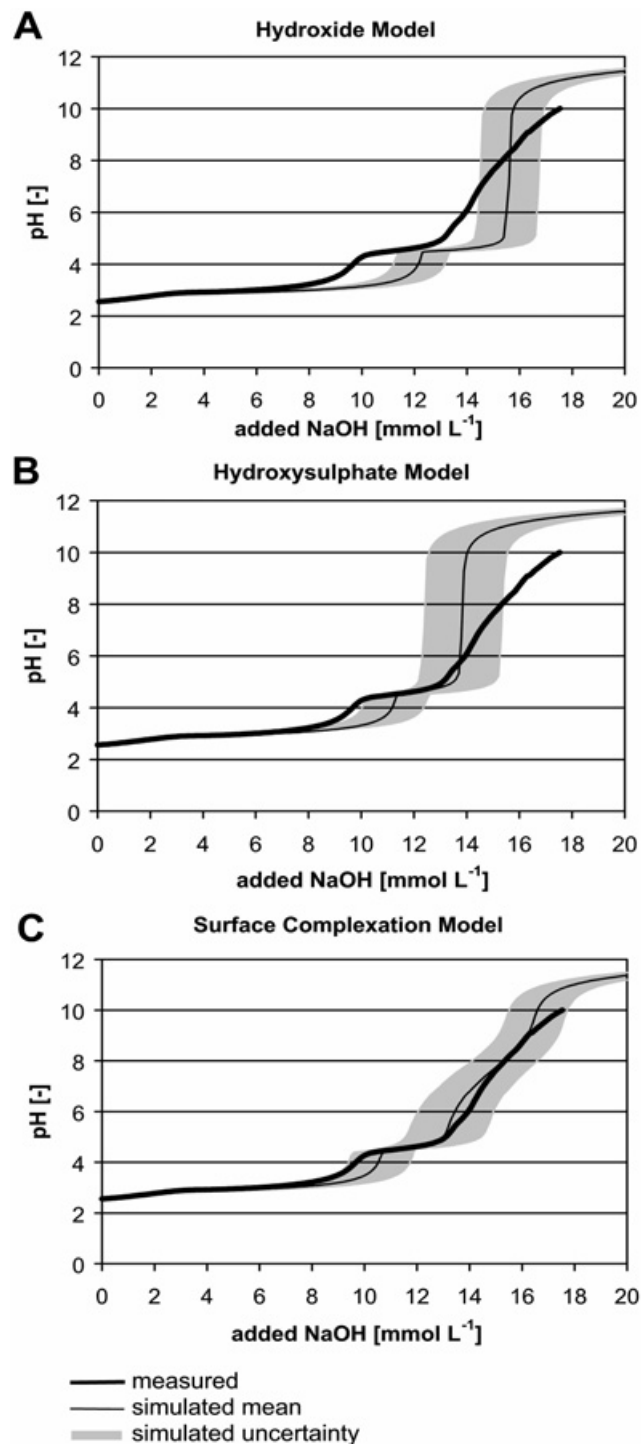 A
Hydroxide Model
12
10
8
6
4
2
0
pH [-]
0 2 4 6 8 10 12 14 16 18 20
added NaOH [mmol L⁻¹]
B
Hydroxysulphate Model
12
10
8
6
4
2
0
pH [-]
0 2 4 6 8 10 12 14 16 18 20
added NaOH [mmol L⁻¹]
C
Surface Complexation Model
12
10
8
6
4
2
0
pH [-]
0 2 4 6 8 10 12 14 16 18 20
added NaOH [mmol L⁻¹]
measured
simulated mean
simulated uncertainty